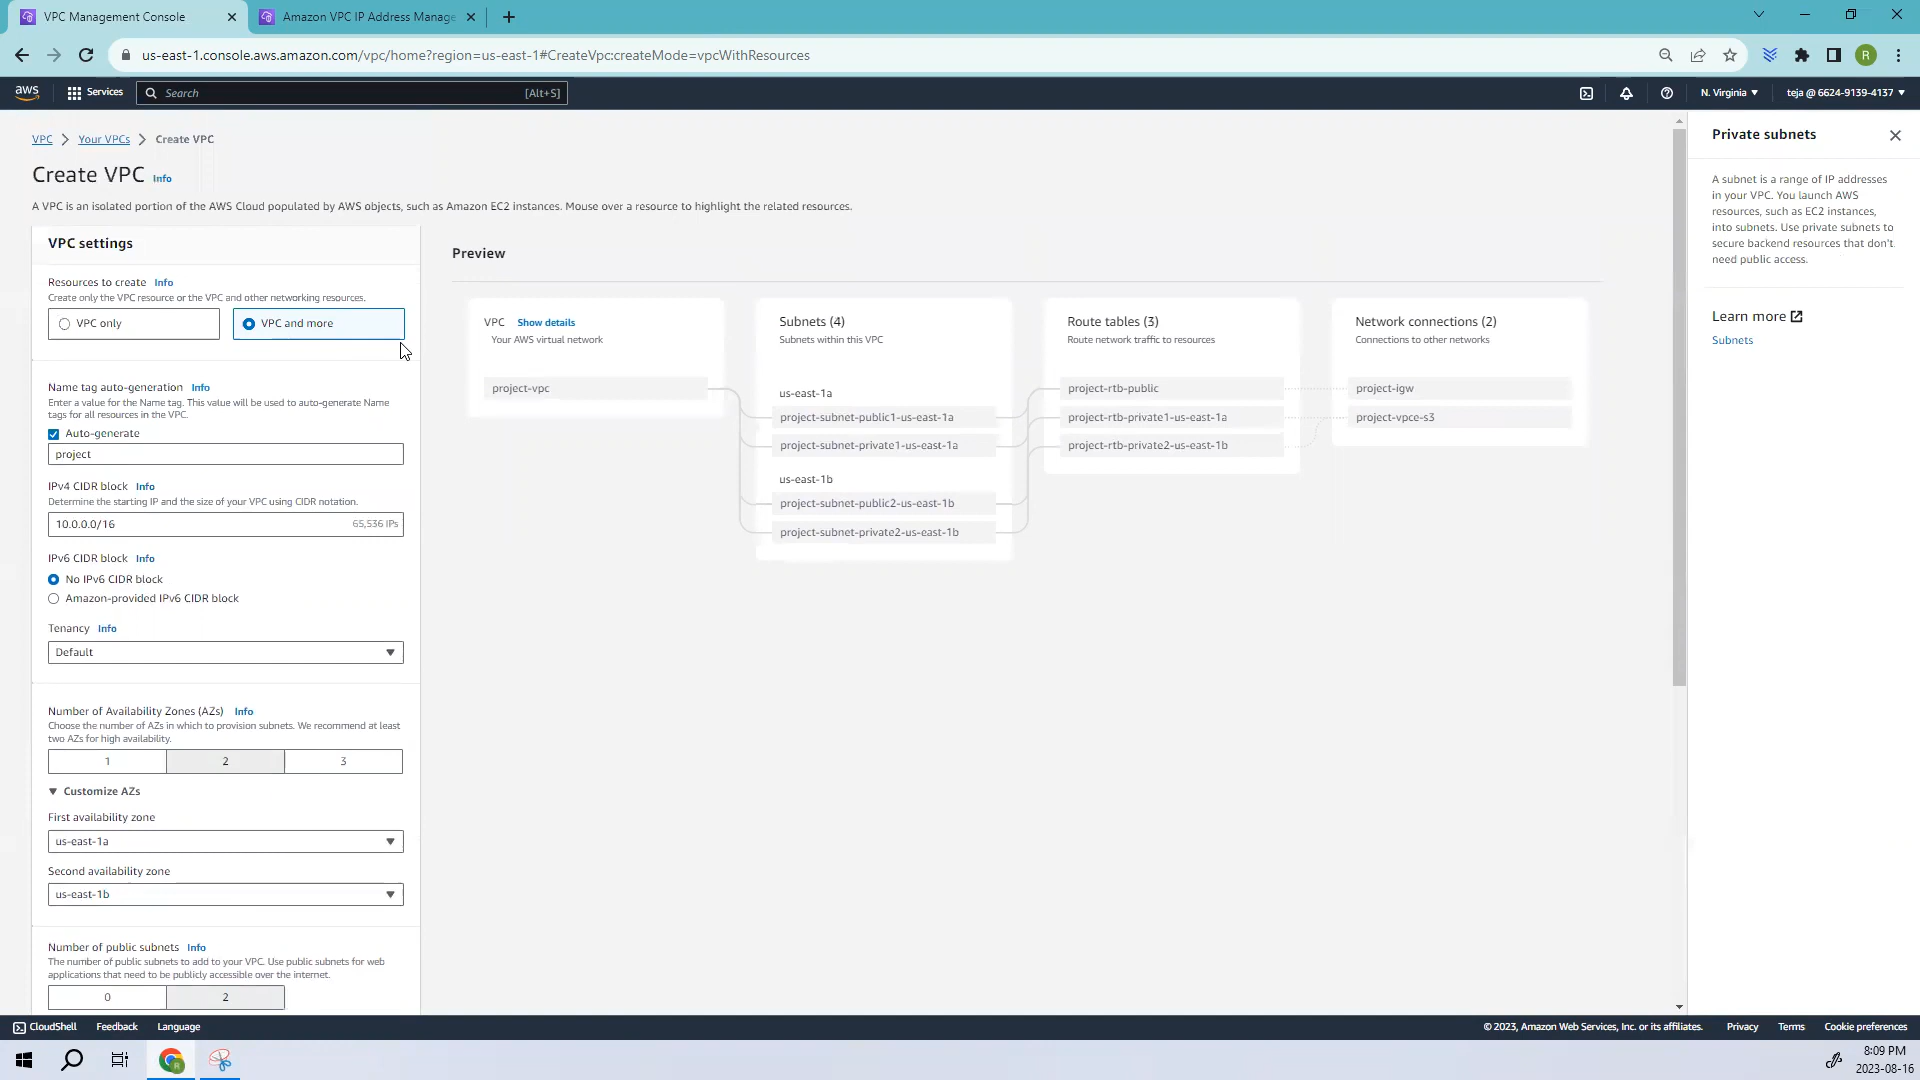 VPC Management Console
Amazon VPC IP Address Manage
us-east-1.console.aws.amazon.com/vpc/home?region=us-east-1#CreateVpc:createMode=vpcWithResources
R
aws
Services
Search
[Alt+S]
N. Virginia
teja @ 6624-9139-4137
VPC
Your VPCs
Create VPC
Create VPC Info
A VPC is an isolated portion of the AWS Cloud populated by AWS objects, such as Amazon EC2 instances. Mouse over a resource to highlight the related resources.
VPC settings
Resources to create Info
Create only the VPC resource or the VPC and other networking resources.
VPC only
VPC and more
Name tag auto-generation Info
Enter a value for the Name tag. This value will be used to auto-generate Name
tags for all resources in the VPC.
Auto-generate
project
IPv4 CIDR block Info
Determine the starting IP and the size of your VPC using CIDR notation.
10.0.0.0/16
65,536 IPs
IPv6 CIDR block Info
No IPv6 CIDR block
Amazon-provided IPv6 CIDR block
Tenancy Info
Default
Number of Availability Zones (AZs) Info
Choose the number of AZs in which to provision subnets. We recommend at least
two AZs for high availability.
1
2
3
Customize AZs
First availability zone
us-east-1a
Second availability zone
us-east-1b
Number of public subnets Info
The number of public subnets to add to your VPC. Use public subnets for web
applications that need to be publicly accessible over the internet.
0
2
Preview
VPC Show details
Your AWS virtual network
project-vpc
Subnets (4)
Subnets within this VPC
us-east-1a
project-subnet-public1-us-east-1a
project-subnet-private1-us-east-1a
us-east-1b
project-subnet-public2-us-east-1b
project-subnet-private2-us-east-1b
Route tables (3)
Route network traffic to resources
project-rtb-public
project-rtb-private1-us-east-1a
project-rtb-private2-us-east-1b
Network connections (2)
Connections to other networks
project-igw
project-vpce-s3
Private subnets
A subnet is a range of IP addresses
in your VPC. You launch AWS
resources, such as EC2 instances,
into subnets. Use private subnets to
secure backend resources that don't
need public access.
Learn more
Subnets
CloudShell
Feedback
Language
© 2023, Amazon Web Services, Inc. or its affiliates.
Privacy
Terms
Cookie preferences
8:09 PM
2023-08-16